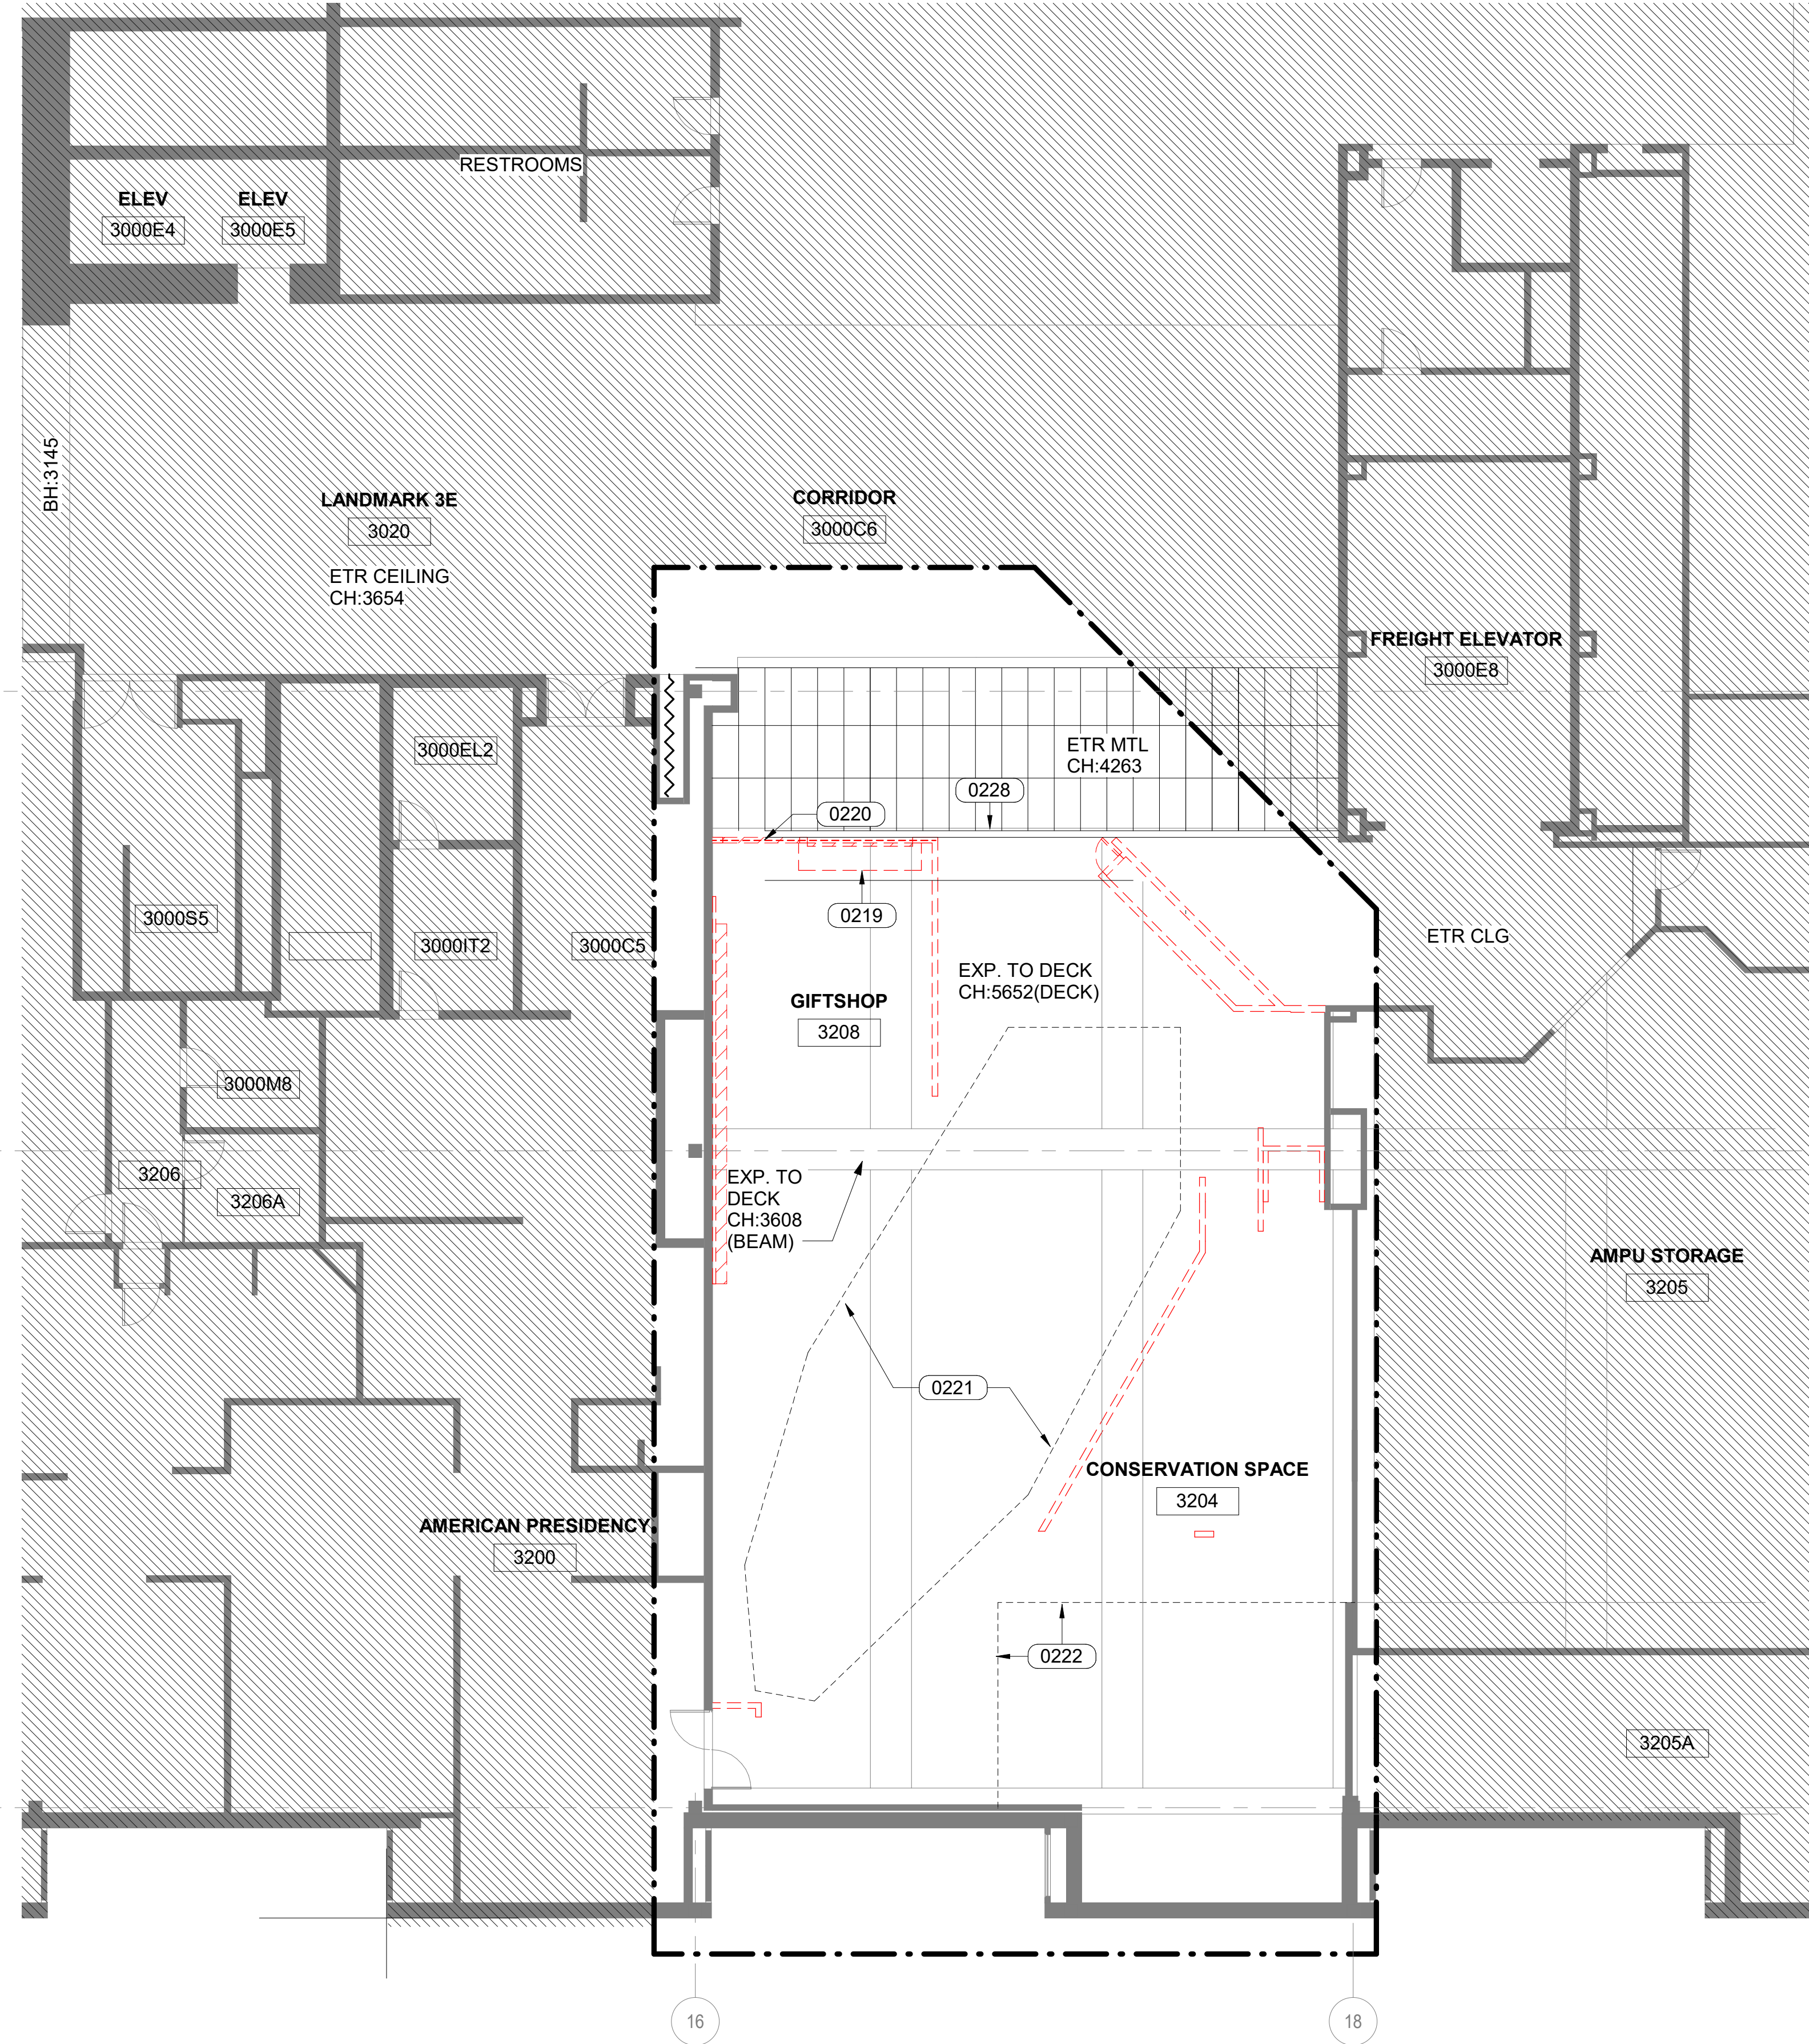 RESTROOMS
ELEV
3000E4
ELEV
3000E5
BH:3145
LANDMARK 3E
3020
ETR CEILING
CH:3654
CORRIDOR
3000C6
FREIGHT ELEVATOR
3000E8
3000EL2
ETR MTL
CH:4263
0228
0220
0219
3000S5
3000IT2
3000C5
ETR CLG
EXP. TO DECK
CH:5652(DECK)
GIFTSHOP
3208
3000M8
3206
3206A
EXP. TO
DECK
CH:3608
(BEAM)
AMPU STORAGE
3205
0221
CONSERVATION SPACE
3204
AMERICAN PRESIDENCY
3200
0222
3205A
16
18